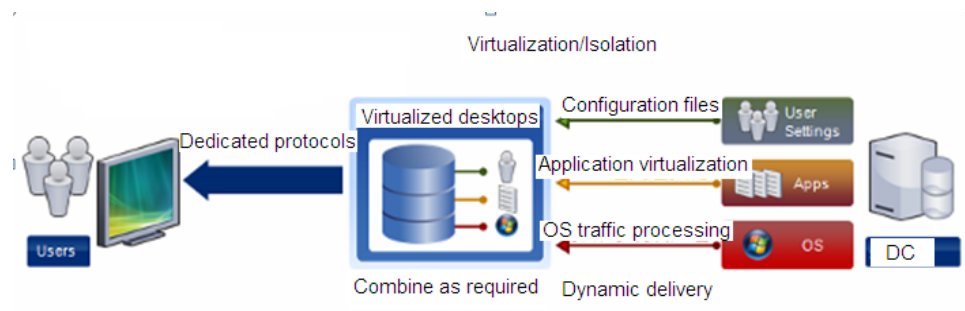 Virtualization/Isolation
Virtualized desktops
Configuration files
User
Settings
Dedicated protocols
Application virtualization
Apps
OS traffic processing
OS
Users
DC
Combine as required
Dynamic delivery